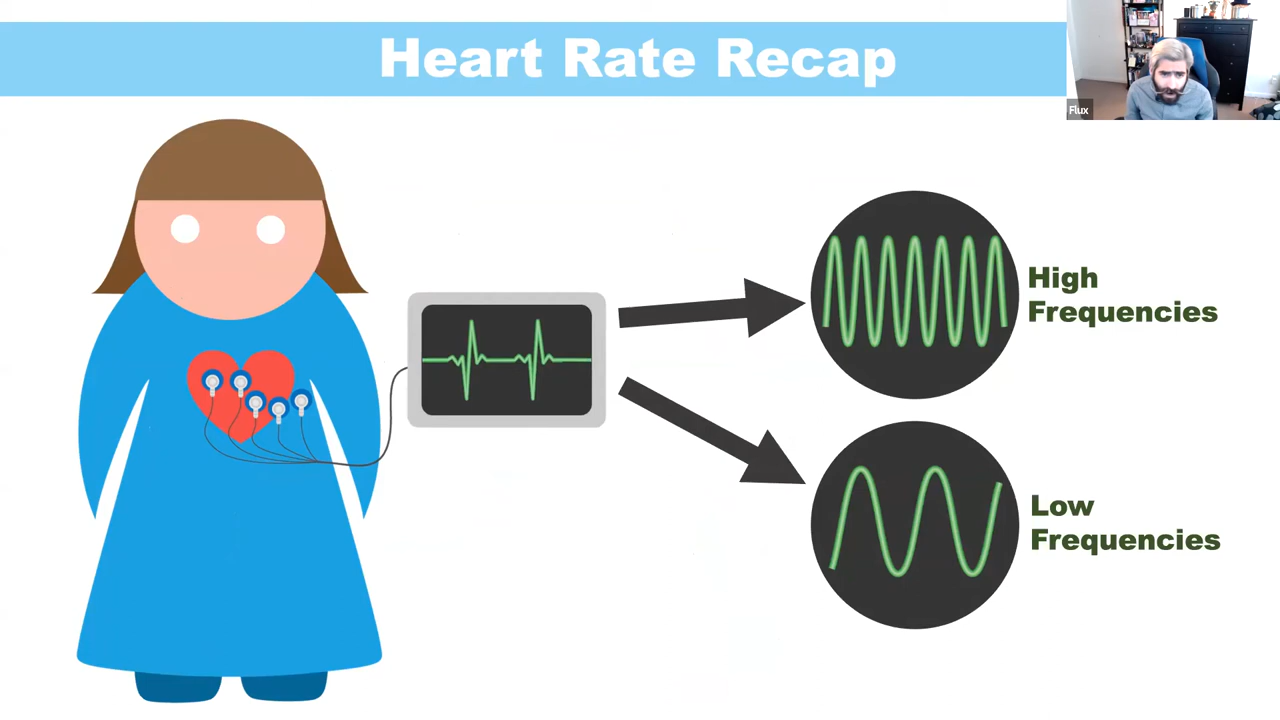 Heart Rate Recap
Flux
High
Frequencies
Low
Frequencies